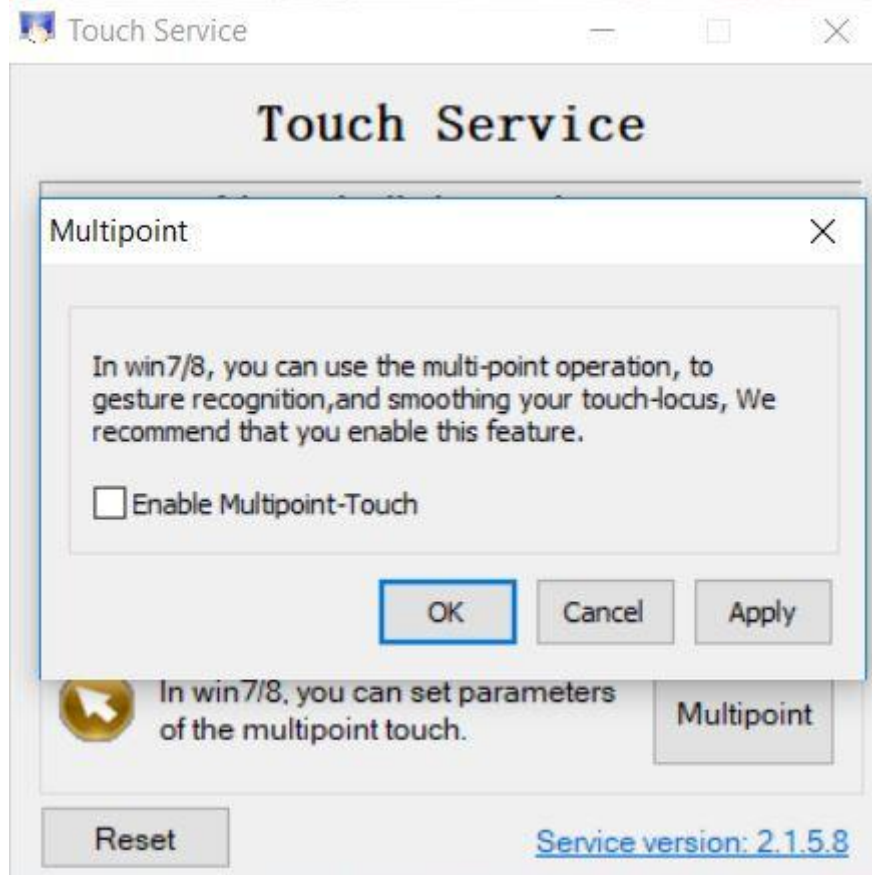 Touch Service
Touch Service
Multipoint
In win7/8, you can use the multi-point operation, to
gesture recognition,and smoothing your touch-locus, We
recommend that you enable this feature.
Enable Multipoint-Touch
OK
Cancel
Apply
In win7/8, you can set parameters
of the multipoint touch.
Multipoint
Reset
Service version: 2.1.5.8